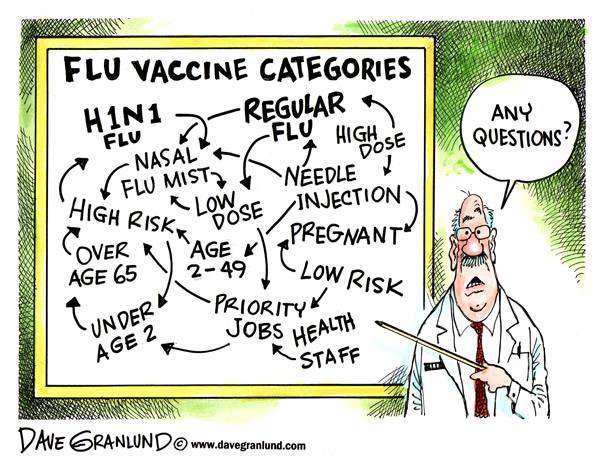 FLU VACCINE CATEGORIES
H1N1
FLU
REGULAR
FLU
HIGH
DOSE
NASAL
FLU MIST
NEEDLE
INJECTION
HIGH RISK
LOW
DOSE
PREGNANT
OVER
AGE 65
AGE
2-49
LOW RISK
UNDER
AGE 2
PRIORITY
JOBS
HEALTH
STAFF
ANY
QUESTIONS?
DAVE GRANLUND © www.davegranlund.com